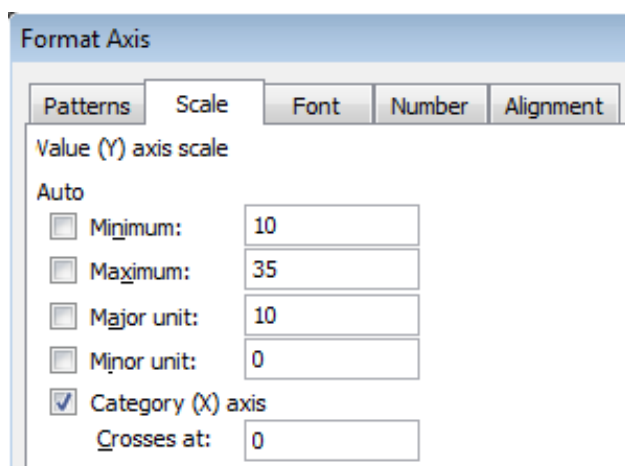 Format Axis
Patterns Scale Font Number Alignment
Value (Y) axis scale
Auto
Minimum: 10
Maximum: 35
Major unit: 10
Minor unit: 0
Category (X) axis
Crosses at: 0